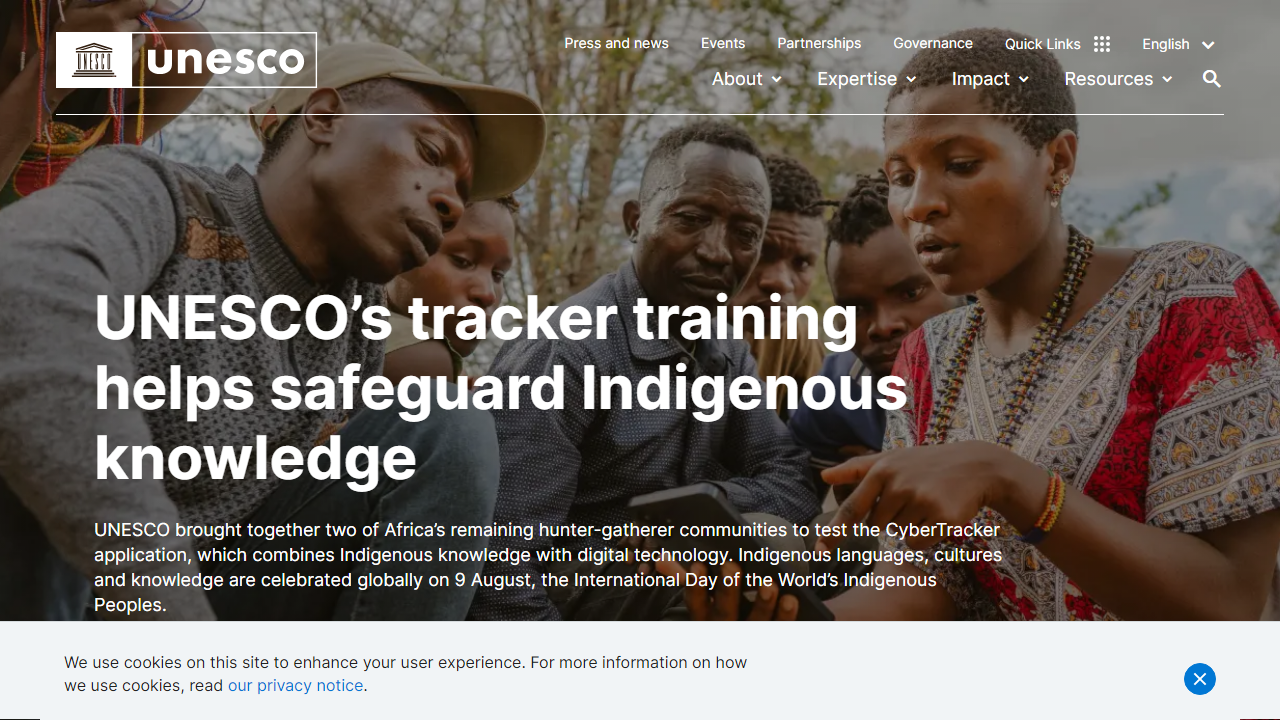 unesco
Press and news
Events
Partnerships
Governance
Quick Links
English
About
Expertise
Impact
Resources
UNESCO’s tracker training
helps safeguard Indigenous
knowledge
UNESCO brought together two of Africa’s remaining hunter-gatherer communities to test the CyberTracker
application, which combines Indigenous knowledge with digital technology. Indigenous languages, cultures
and knowledge are celebrated globally on 9 August, the International Day of the World’s Indigenous
Peoples.
We use cookies on this site to enhance your user experience. For more information on how
we use cookies, read our privacy notice.